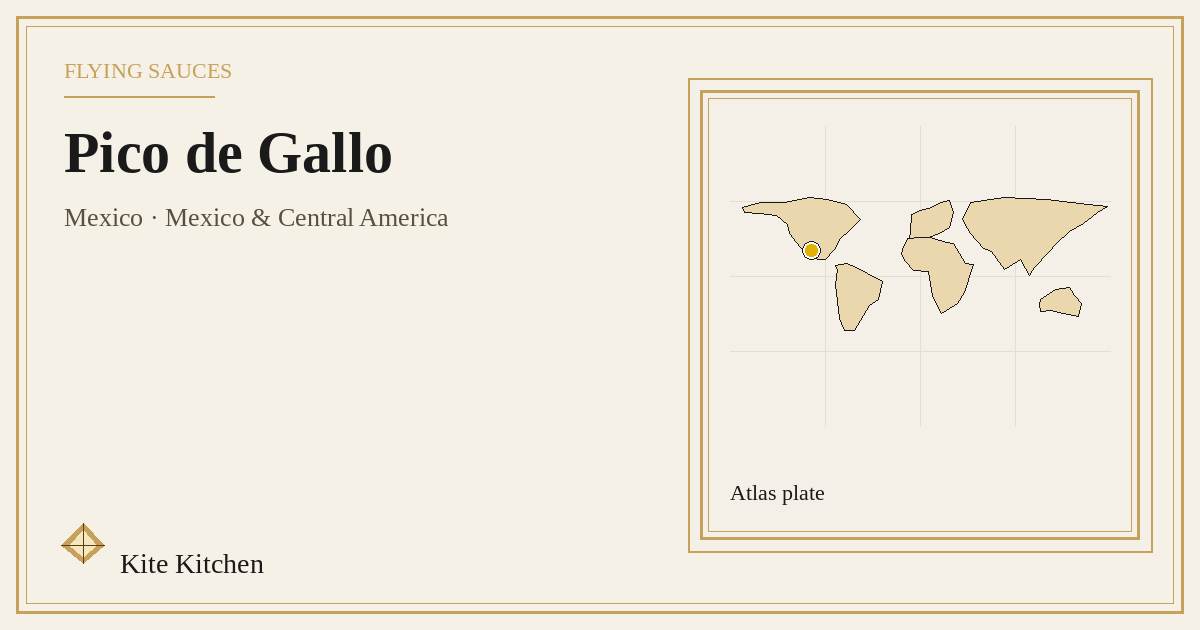 FLYING SAUCES
Pico de Gallo
Mexico · Mexico & Central America
Atlas plate
Kite Kitchen